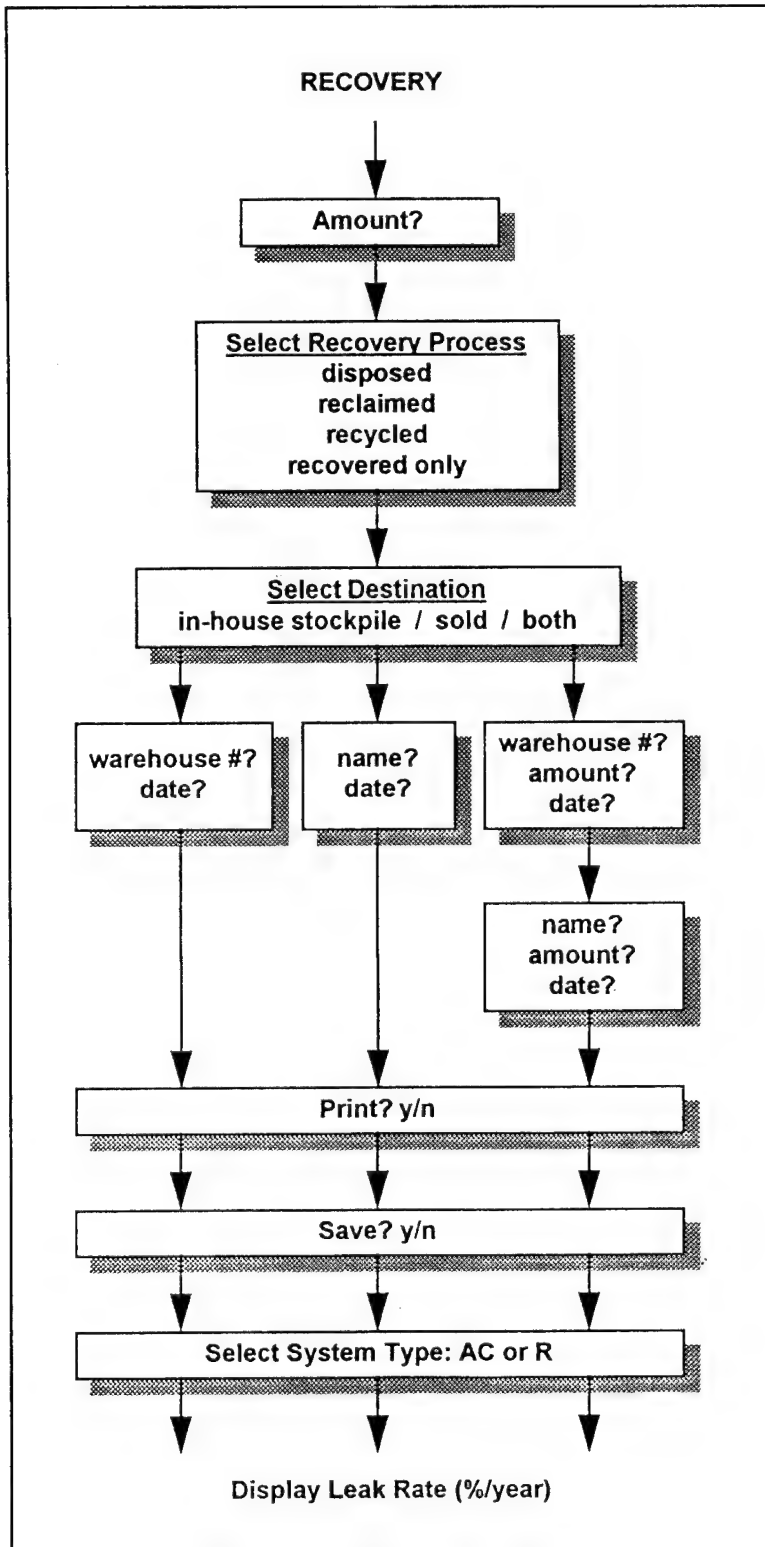 RECOVERY
Amount?
Select Recovery Process
disposed
reclaimed
recycled
recovered only
Select Destination
in-house stockpile / sold / both
warehouse #?
date?
name?
date?
warehouse #?
amount?
date?
name?
amount?
date?
Print? y/n
Save? y/n
Select System Type: AC or R
Display Leak Rate (%/year)